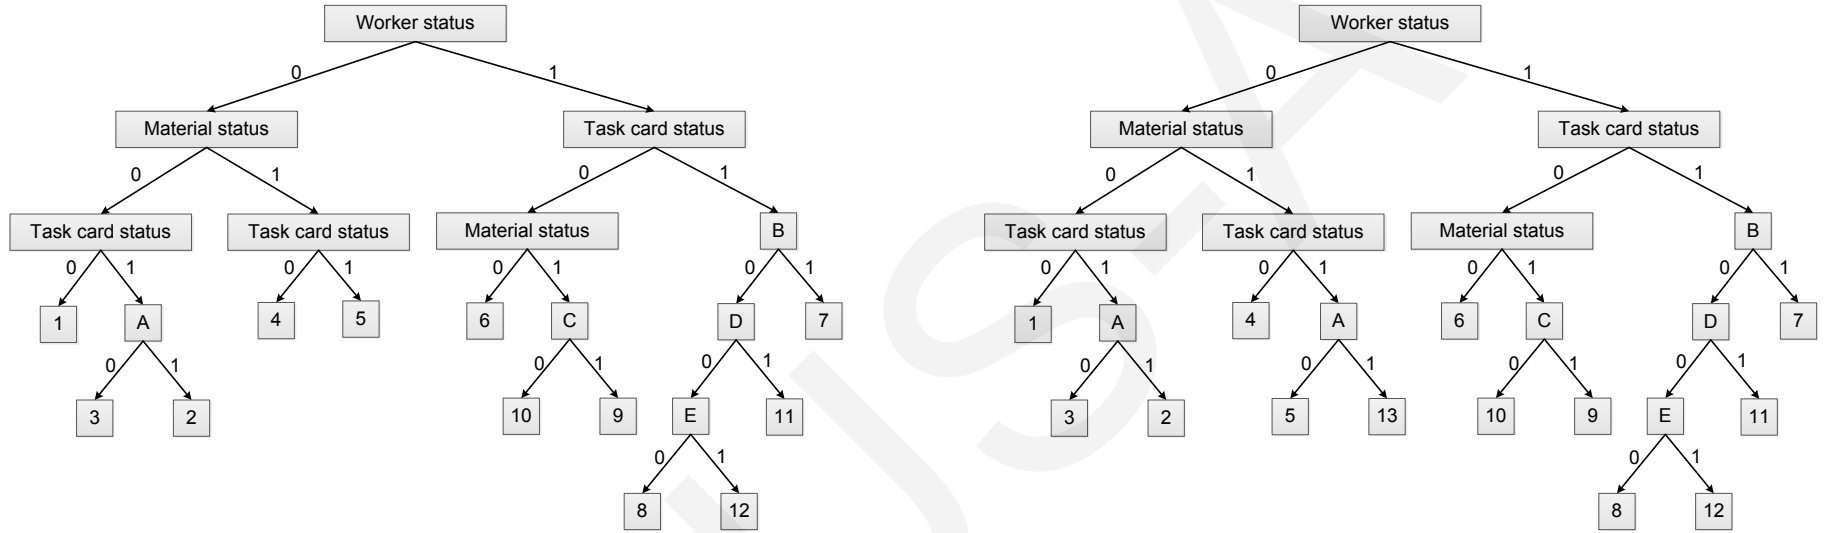 Worker status
0 1
Material status Task card status
0 1 0 1
Task card status Task card status Material status B
0 1 0 1 0 1 0 1
1 A 4 5 6 C D 7
0 1 0 1 0 1
3 2 10 9 E 11
0 1
8 12
Worker status
0 1
Material status Task card status
0 1 0 1
Task card status Task card status Material status B
0 1 0 1 0 1 0 1
1 A 4 A 6 C D 7
0 1 0 1 0 1 0 1
3 2 5 13 10 9 E 11
0 1
8 12